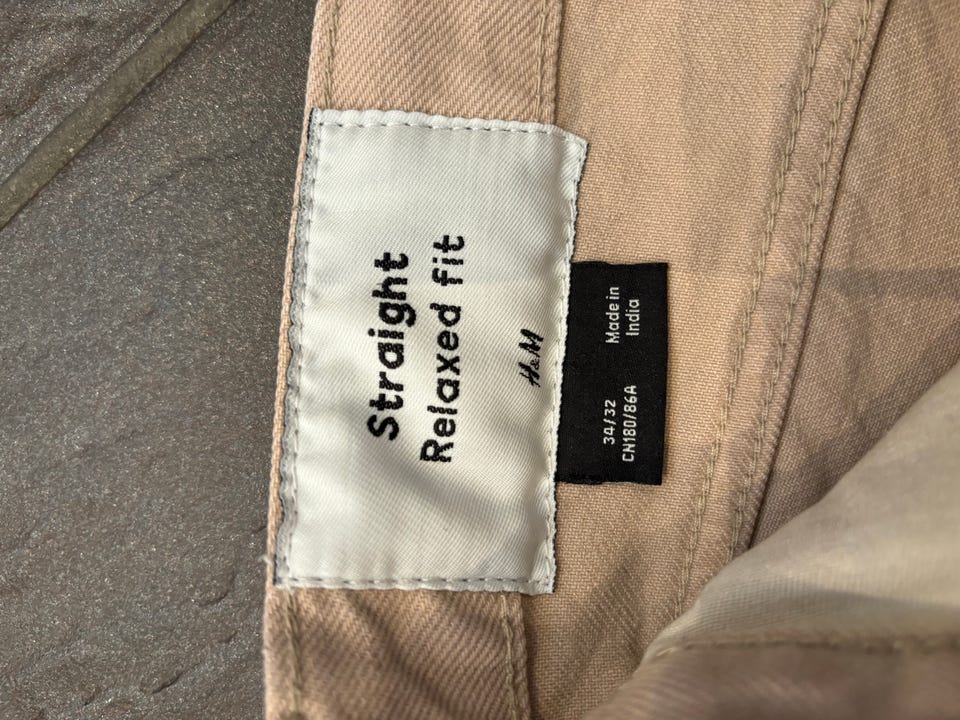 Straight
Relaxed fit
H&M
34/32
CN180/86A
Made in
India